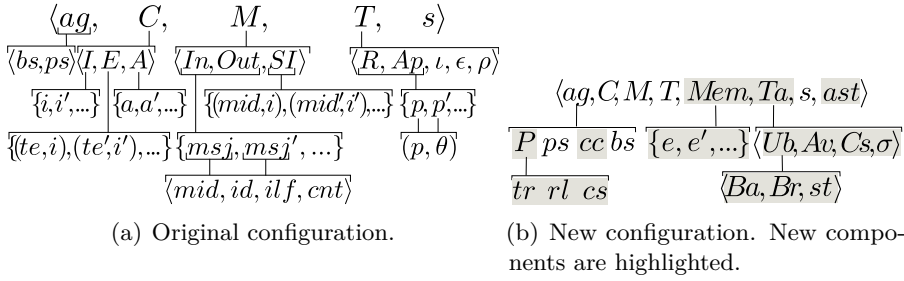 ⟨ag, C, M, T, s⟩
⟨bs,ps⟩ ⟨I,E,A⟩ ⟨In,Out,SI⟩ ⟨R, Ap, ι, ϵ, ρ⟩
{i,i′,...} {a,a′,...} {(mid,i),(mid′,i′),...} {p,p′,...}
{(te,i),(te′,i′),...} {msj,msj′,...} (p,θ)
⟨mid, id, ilf, cnt⟩
(a) Original configuration.
⟨ag,C,M,T,Mem,Ta,s,ast⟩
P ps cc bs {e, e′,...} ⟨Ub,Av,Cs,σ⟩
tr rl cs ⟨Ba,Br,st⟩
(b) New configuration. New compo-
nents are highlighted.